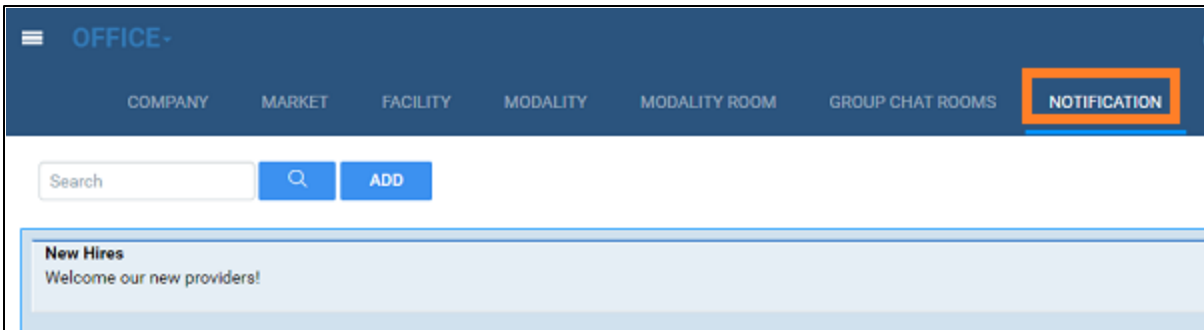 OFFICE
COMPANY MARKET FACILITY MODALITY MODALITY ROOM GROUP CHAT ROOMS NOTIFICATION
Search ADD
New Hires
Welcome our new providers!